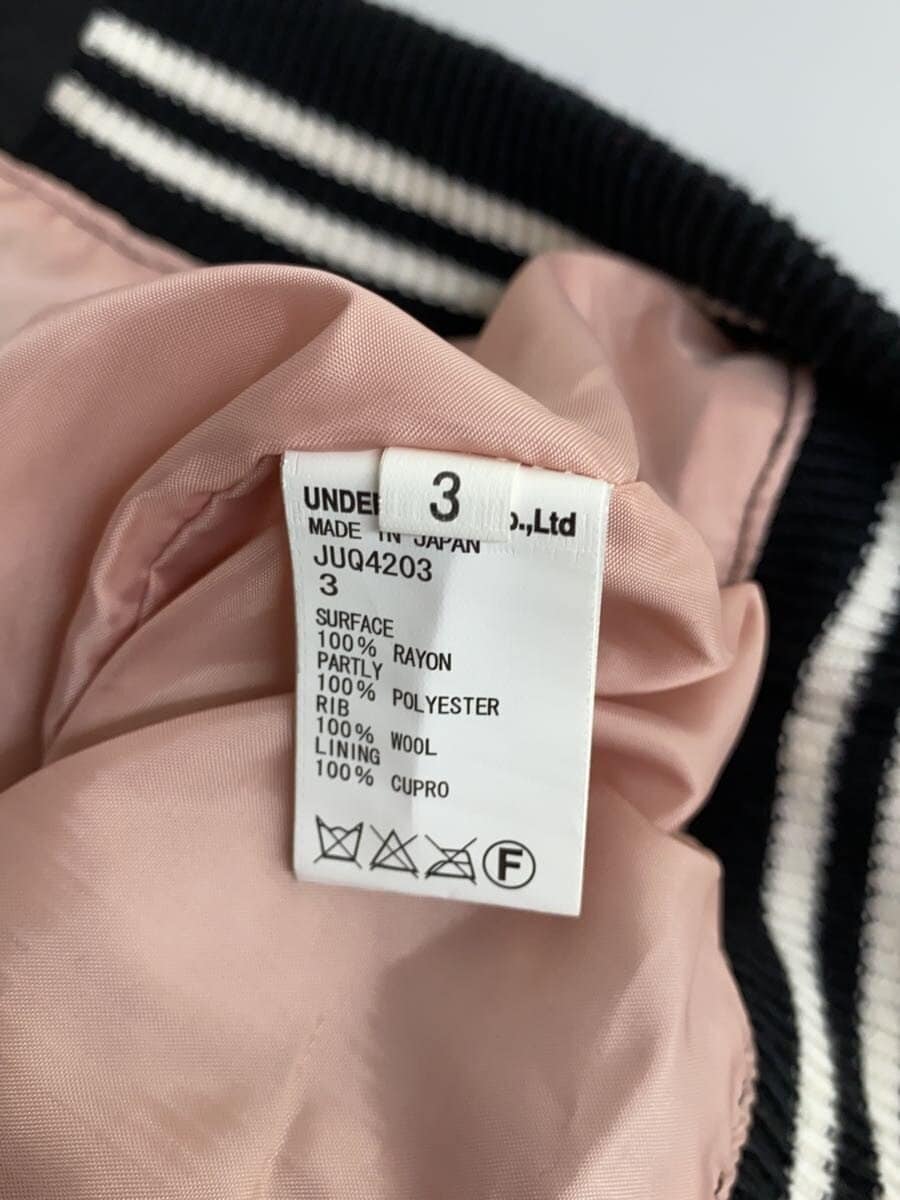 3
UNDE
.,Ltd
MADE IN JAPAN
JUQ4203
3
SURFACE
100% RAYON
PARTLY
100% POLYESTER
RIB
100% WOOL
LINING
100% CUPRO
F